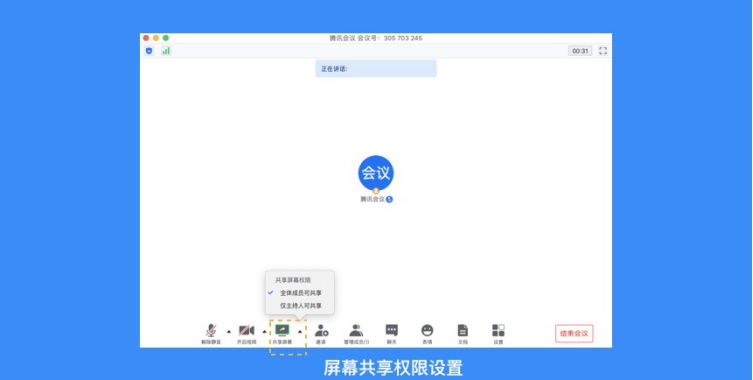 腾讯会议 会议号：305 703 245
00:31
正在讲话:
会议
腾讯会议
共享屏幕权限
全体成员可共享
仅主持人可共享
解除静音
开启视频
共享屏幕
邀请
管理成员(1)
聊天
表情
文档
设置
结束会议
屏幕共享权限设置